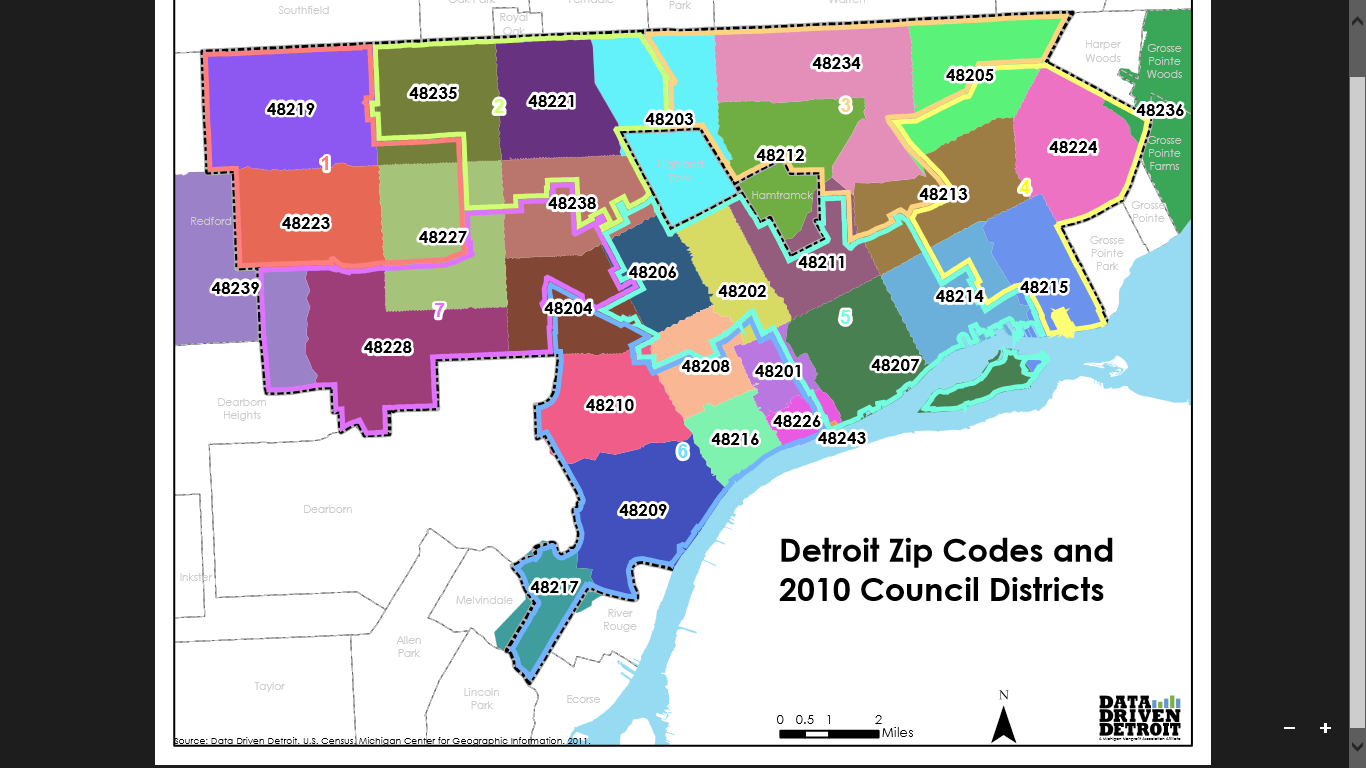 Southfield
Oak Park
Ferndale
Royal
Oak
Park
Warren
Harper
Woods
Grosse
Pointe
Woods
48235
48221
48234
48205
48219
2
3
48203
48236
1
48212
Highland
Park
48224
Grosse
Pointe
Farms
Hamtramck
48213
4
Redford
48223
48227
48238
Grosse
Pointe
48211
Grosse
Pointe
Park
48206
48239
48202
48214
48215
7
48204
5
48228
48208
48201
48207
Dearborn
Heights
48210
48226
48216
48243
6
Dearborn
48209
Detroit Zip Codes and
2010 Council Districts
Inkster
48217
Melvindale
River
Rouge
Allen
Park
Taylor
Lincoln
Park
Ecorse
N
0 0.5 1 2
Miles
DATA
DRIVEN
DETROIT
A Michigan Nonprofit Association Affiliate
Source: Data Driven Detroit, U.S. Census, Michigan Center for Geographic Information, 2011.